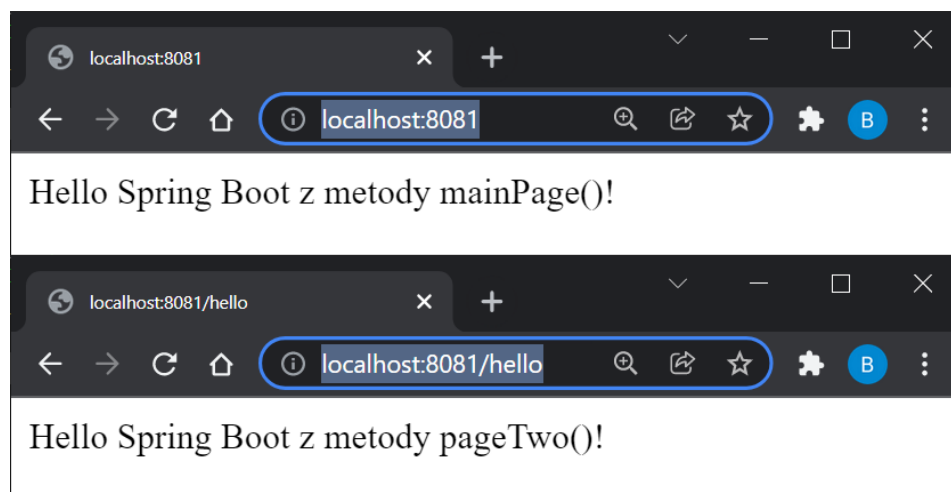 localhost:8081
localhost:8081
B
Hello Spring Boot z metody mainPage()!
localhost:8081/hello
localhost:8081/hello
B
Hello Spring Boot z metody pageTwo()!